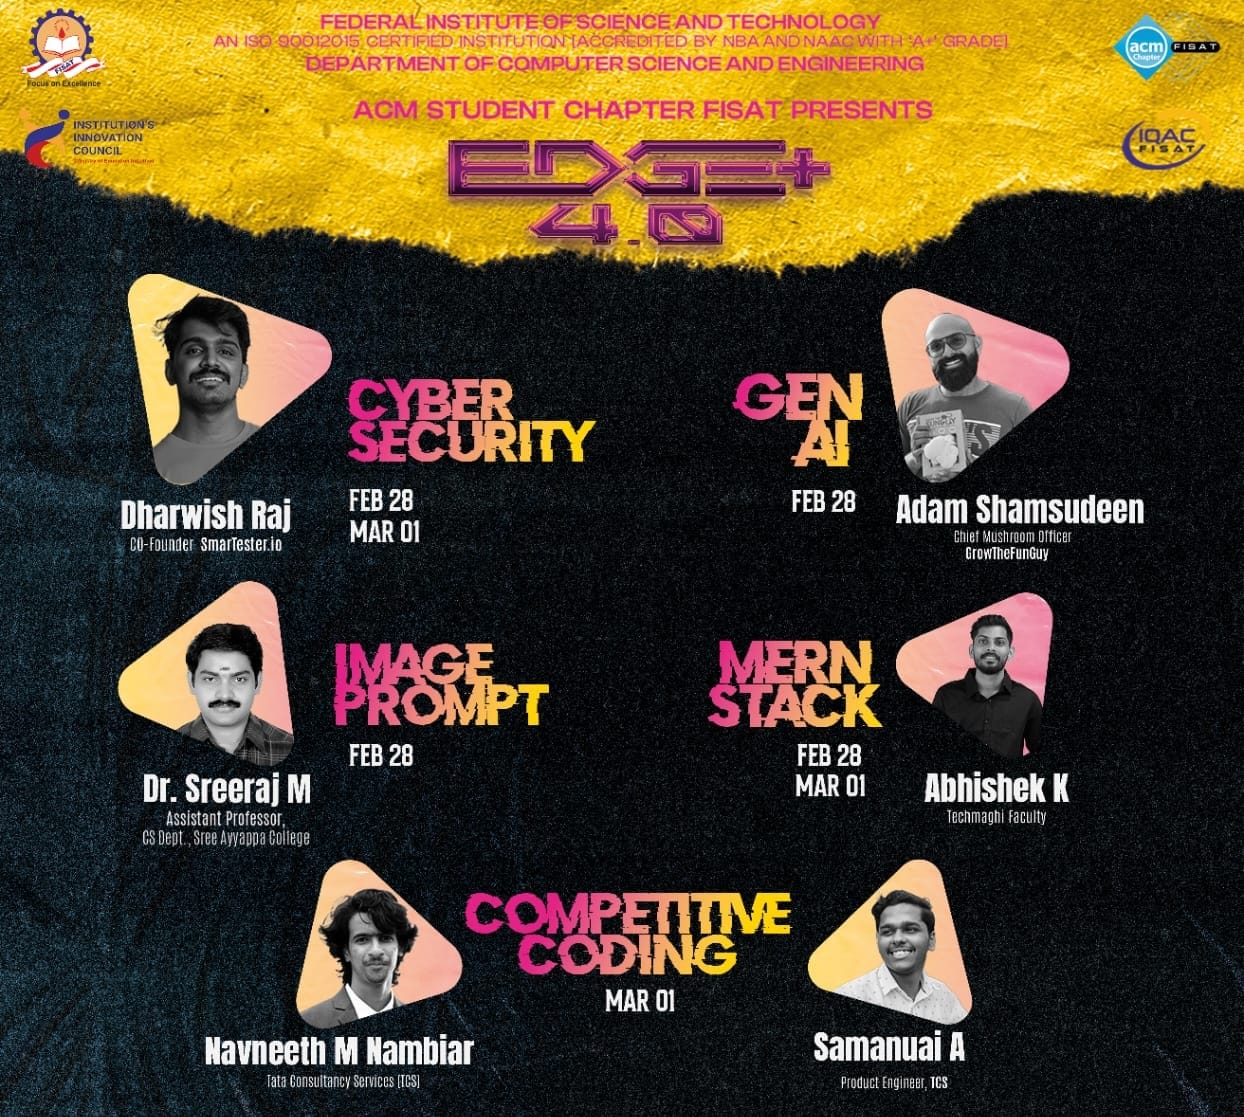 FEDERAL INSTITUTE OF SCIENCE AND TECHNOLOGY
AN ISO 9001:2015 CERTIFIED INSTITUTION [ACCREDITED BY NBA AND NAAC WITH 'A+' GRADE]
DEPARTMENT OF COMPUTER SCIENCE AND ENGINEERING
FISAT
Focus on Excellence
acm
Chapter
FISAT
ACM STUDENT CHAPTER FISAT PRESENTS
INSTITUTION'S
INNOVATION
COUNCIL
IQAC
FISAT
EDGE+
4.0
CYBER
SECURITY
FEB 28
MAR 01
Dharwish Raj
CO-Founder SmarTester.io
GEN
AI
FEB 28
Adam Shamsudeen
Chief Mushroom Officer
GrowTheFunGuy
IMAGE
PROMPT
FEB 28
Dr. Sreeraj M
Assistant Professor,
CS Dept., Sree Ayyappa College
MERN
STACK
FEB 28
MAR 01
Abhishek K
Techmaghi Faculty
COMPETITIVE
CODING
MAR 01
Navneeth M Nambiar
Tata Consultancy Services [TCS]
Samanuai A
Product Engineer, TCS